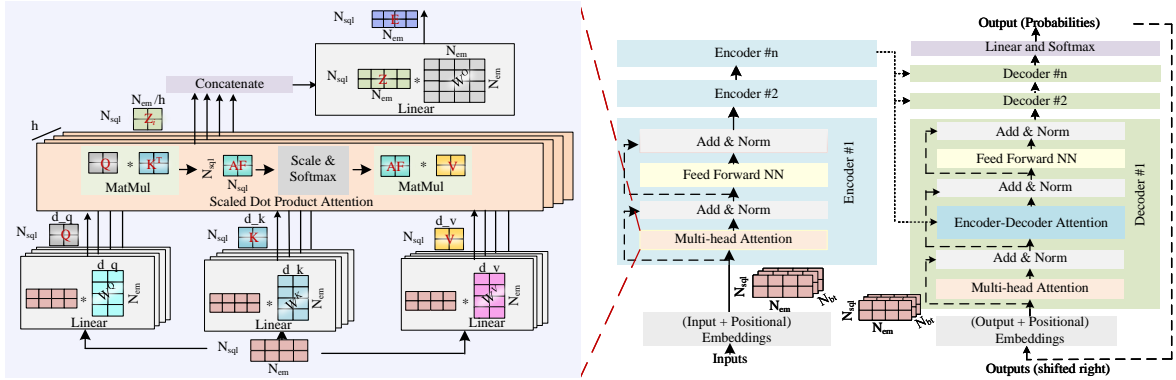 N_sql
E
N_em
N_em
N_sql
Z
*
W^O
N_em
N_em
Linear
Concatenate
N_em/h
N_sql
Z_i
h
Q
*
K^T
MatMul
N_sql
AF
N_sql
Scale &
Softmax
AF
*
V
MatMul
Scaled Dot Product Attention
d_q
N_sql
Q
d_k
N_sql
K
d_v
N_sql
V
d_q
*
W^Q
N_em
Linear
d_k
*
W^K
N_em
Linear
d_v
*
W^V
N_em
Linear
N_sql
N_em
Encoder #n
Encoder #2
Add & Norm
Feed Forward NN
Add & Norm
Multi-head Attention
Encoder #1
N_sql
N_em
N_bt
(Input + Positional)
Embeddings
Inputs
Output (Probabilities)
Linear and Softmax
Decoder #n
Decoder #2
Add & Norm
Feed Forward NN
Add & Norm
Encoder-Decoder Attention
Add & Norm
Multi-head Attention
Decoder #1
N_sql
N_em
N_bt
(Output + Positional)
Embeddings
Outputs (shifted right)